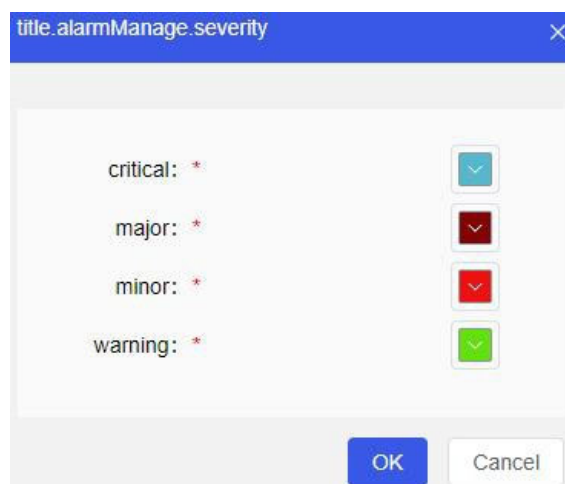 title.alarmManage.severity
critical: *
major: *
minor: *
warning: *
OK Cancel